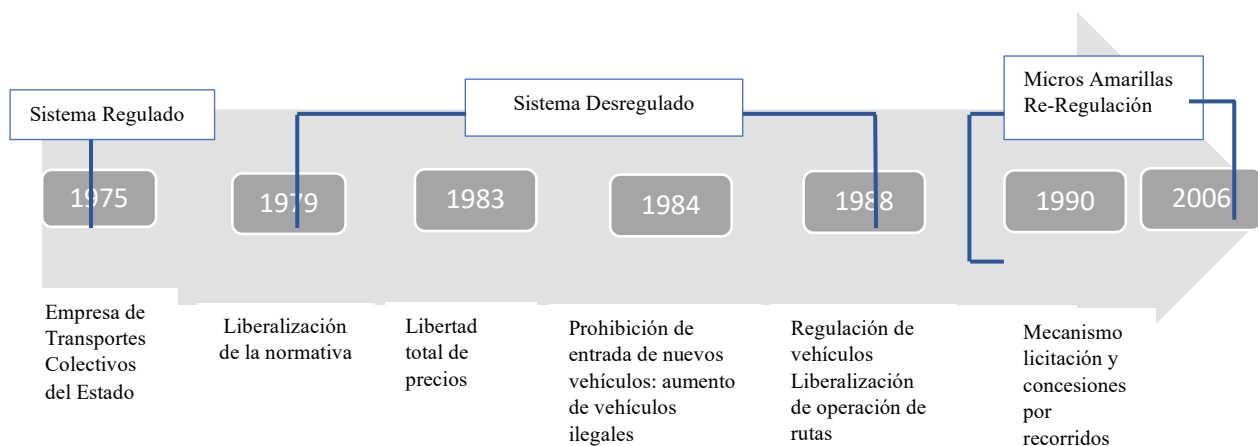 Sistema Regulado
Sistema Desregulado
Micros Amarillas
Re-Regulación
1975
1979
1983
1984
1988
1990
2006
Empresa de
Transportes
Colectivos
del Estado
Liberalización
de la normativa
Libertad
total de
precios
Prohibición de
entrada de nuevos
vehículos: aumento
de vehículos
ilegales
Regulación de
vehículos
Liberalización
de operación de
rutas
Mecanismo
licitación y
concesiones
por
recorridos